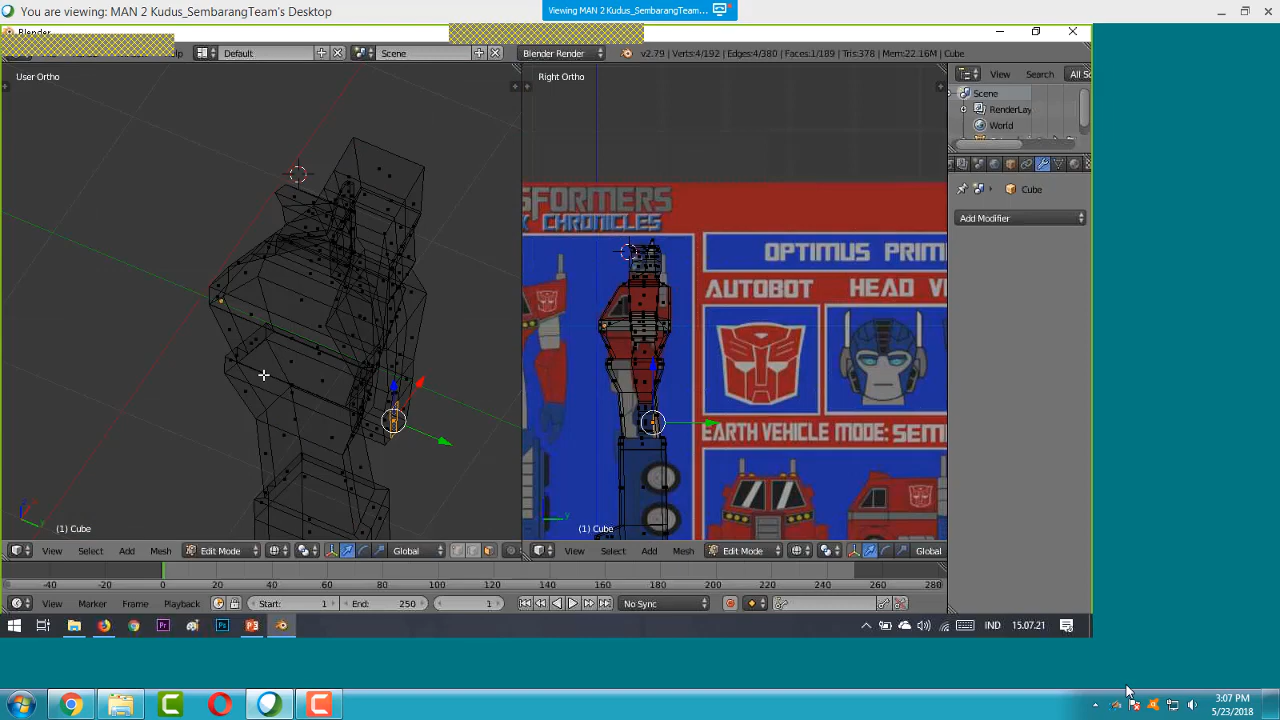 You are viewing: MAN 2 Kudus_SembarangTeam's Desktop
Viewing MAN 2 Kudus_SembarangTeam...
Blender
Default
Scene
Blender Render
v2.79 | Verts:4/192 | Edges:4/380 | Faces:1/189 | Tris:378 | Mem:22.16M | Cube
User Ortho
Right Ortho
View
Search
All Sc
Scene
RenderLay
World
Cube
Add Modifier
NSFORMERS
X CHRONICLES
OPTIMUS PRIM
AUTOBOT
HEAD VI
EARTH VEHICLE MODE: SEM
(1) Cube
(1) Cube
View
Select
Add
Mesh
Edit Mode
Global
View
Select
Add
Mesh
Edit Mode
Global
-40 -20 0 20 40 60 80 100 120 140 160 180 200 220 240 260 280
View
Marker
Frame
Playback
Start: 1
End: 250
1
No Sync
IND
15.07.21
3:07 PM
5/23/2018